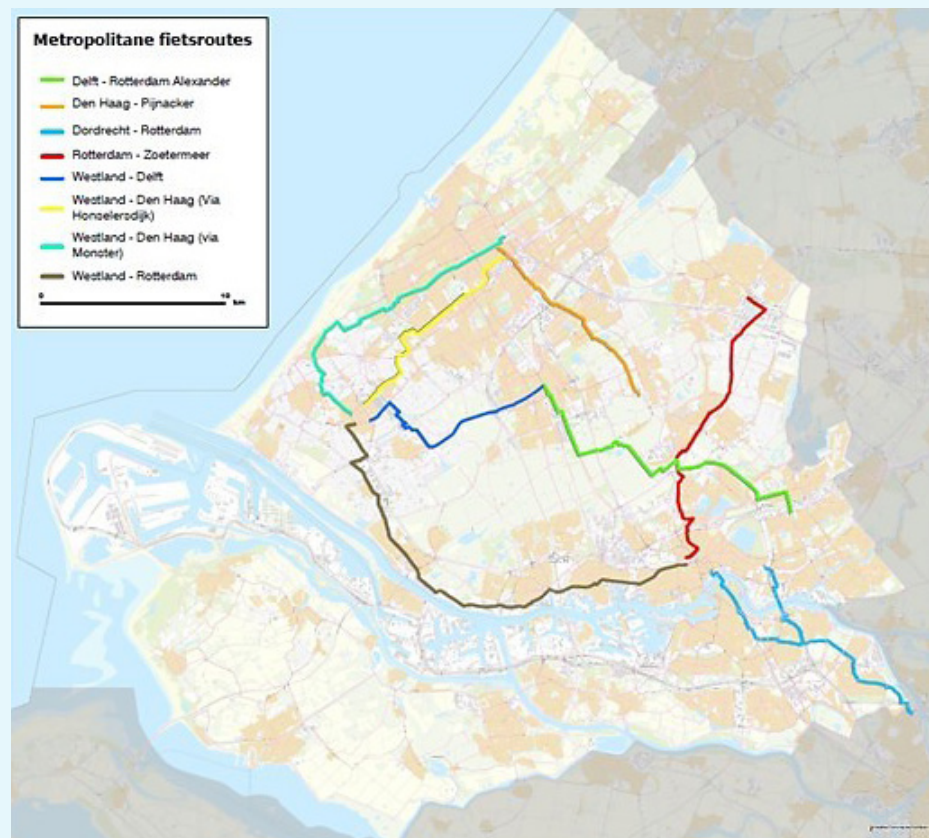 Metropolitane fietsroutes
Delft - Rotterdam Alexander
Den Haag - Pijnacker
Dordrecht - Rotterdam
Rotterdam - Zoetermeer
Westland - Delft
Westland - Den Haag (Via
Honselersdijk)
Westland - Den Haag (via
Monster)
Westland - Rotterdam
0 10
km